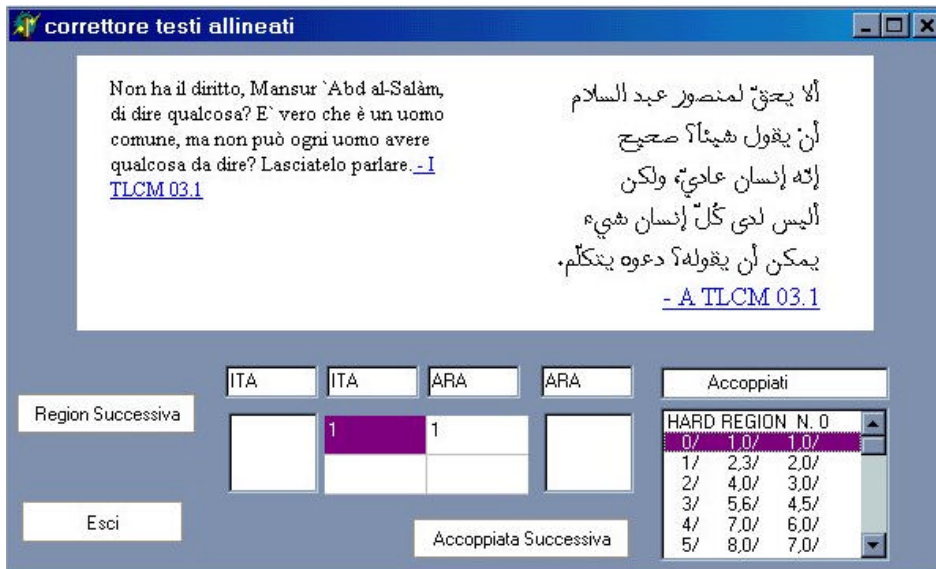 correttore testi allineati
Non ha il diritto, Mansur `Abd al-Salàm,
di dire qualcosa? E` vero che è un uomo
comune, ma non può ogni uomo avere
qualcosa da dire? Lasciatelo parlare. - I
TLCM 03.1
ألا يحقّ لمنصور عبد السلام
أنْ يقول شيئاً؟ صحيح
إنّه إنسان عاديّ، ولكن
أليس لدى كُلّ إنسان شيء
يمكن أن يقوله؟ دعوه يتكلّم.
- A TLCM 03.1
ITA ITA ARA ARA Accoppiati
Region Successiva
1 1
HARD REGION N. 0
0/ 1,0/ 1,0/
1/ 2,3/ 2,0/
2/ 4,0/ 3,0/
3/ 5,6/ 4,5/
4/ 7,0/ 6,0/
5/ 8,0/ 7,0/
Esci
Accoppiata Successiva